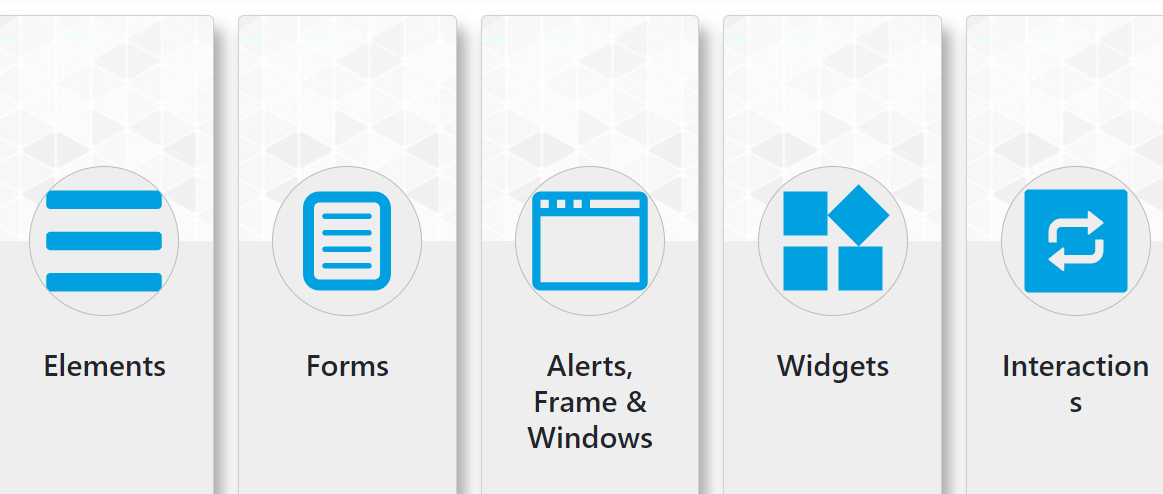 Elements
Forms
Alerts,
Frame &
Windows
Widgets
Interaction
s